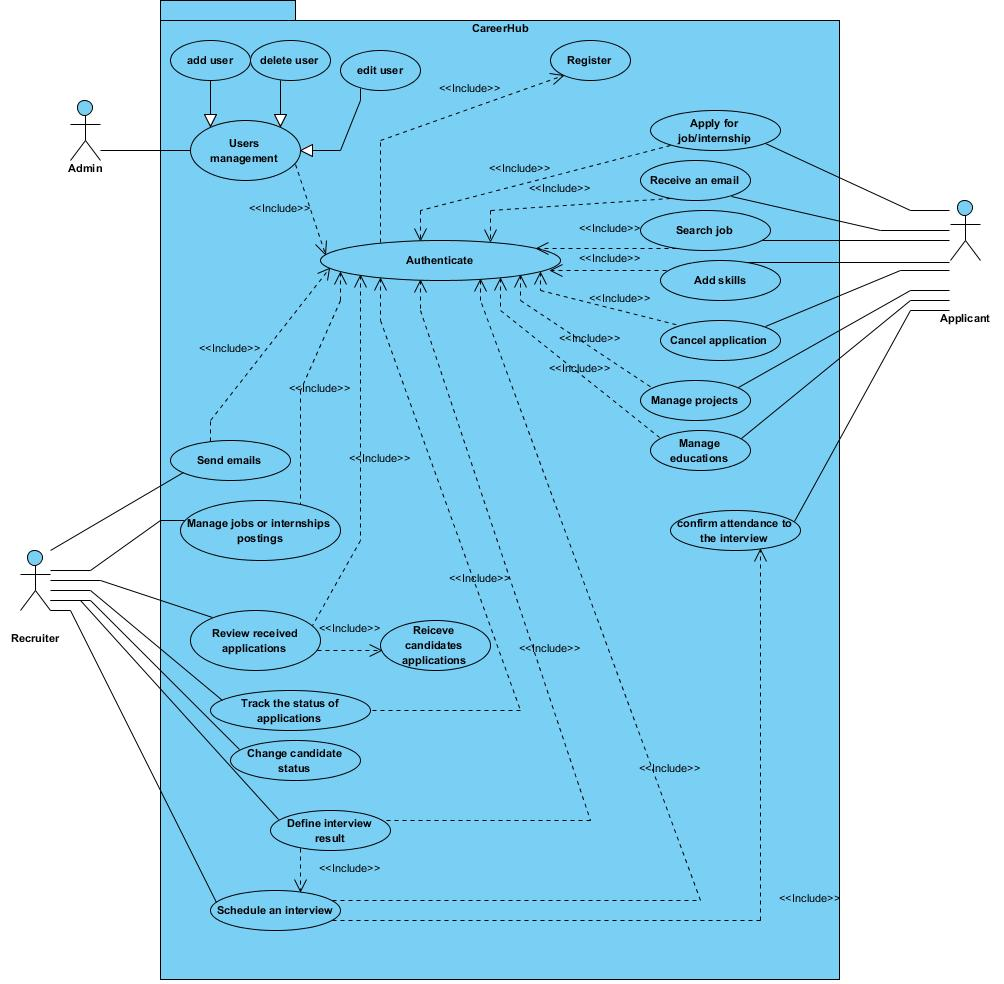 CareerHub
add user
delete user
edit user
Register
<<Include>>
Users
management
Admin
Apply for
job/internship
<<Include>>
Receive an email
<<Include>>
<<Include>>
Search job
<<Include>>
Authenticate
<<Include>>
Add skills
<<Include>>
Applicant
Cancel application
<<Include>>
<<Include>>
<<Include>>
<<Include>>
Manage projects
Manage
educations
Send emails
<<Include>>
Manage jobs or internships
postings
confirm attendance to
the interview
<<Include>>
Recruiter
Review received
applications
<<Include>>
Reiceve
candidates
applications
<<Include>>
Track the status of
applications
Change candidate
status
<<Include>>
Define interview
result
<<Include>>
Schedule an interview
<<Include>>